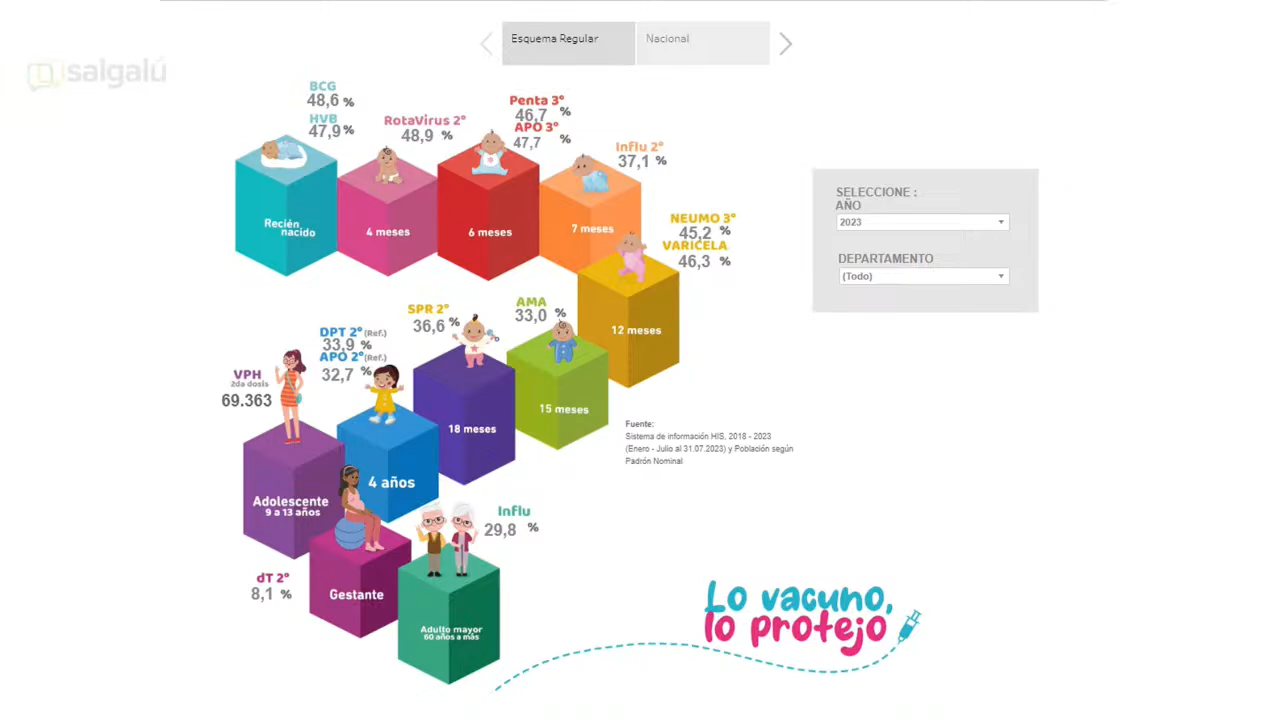 Esquema Regular
Nacional
salgalú
BCG
48,6 %
HVB
47,9 %
RotaVirus 2°
48,9 %
Penta 3°
46,7 %
APO 3°
47,7 %
Influ 2°
37,1 %
Recién
nacido
4 meses
6 meses
7 meses
NEUMO 3°
45,2 %
VARICELA
46,3 %
12 meses
SELECCIONE :
AÑO
2023
DEPARTAMENTO
(Todo)
AMA
33,0 %
SPR 2°
36,6 %
DPT 2° (Ref.)
33,9 %
APO 2° (Ref.)
32,7 %
VPH
2da dosis
69.363
15 meses
18 meses
4 años
Adolescente
9 a 13 años
Fuente:
Sistema de información HIS, 2018 - 2023
(Enero - Julio al 31.07.2023) y Población según
Padrón Nominal
Influ
29,8 %
dT 2°
8,1 %
Gestante
Adulto mayor
60 años a más
Lo vacuno,
lo protejo